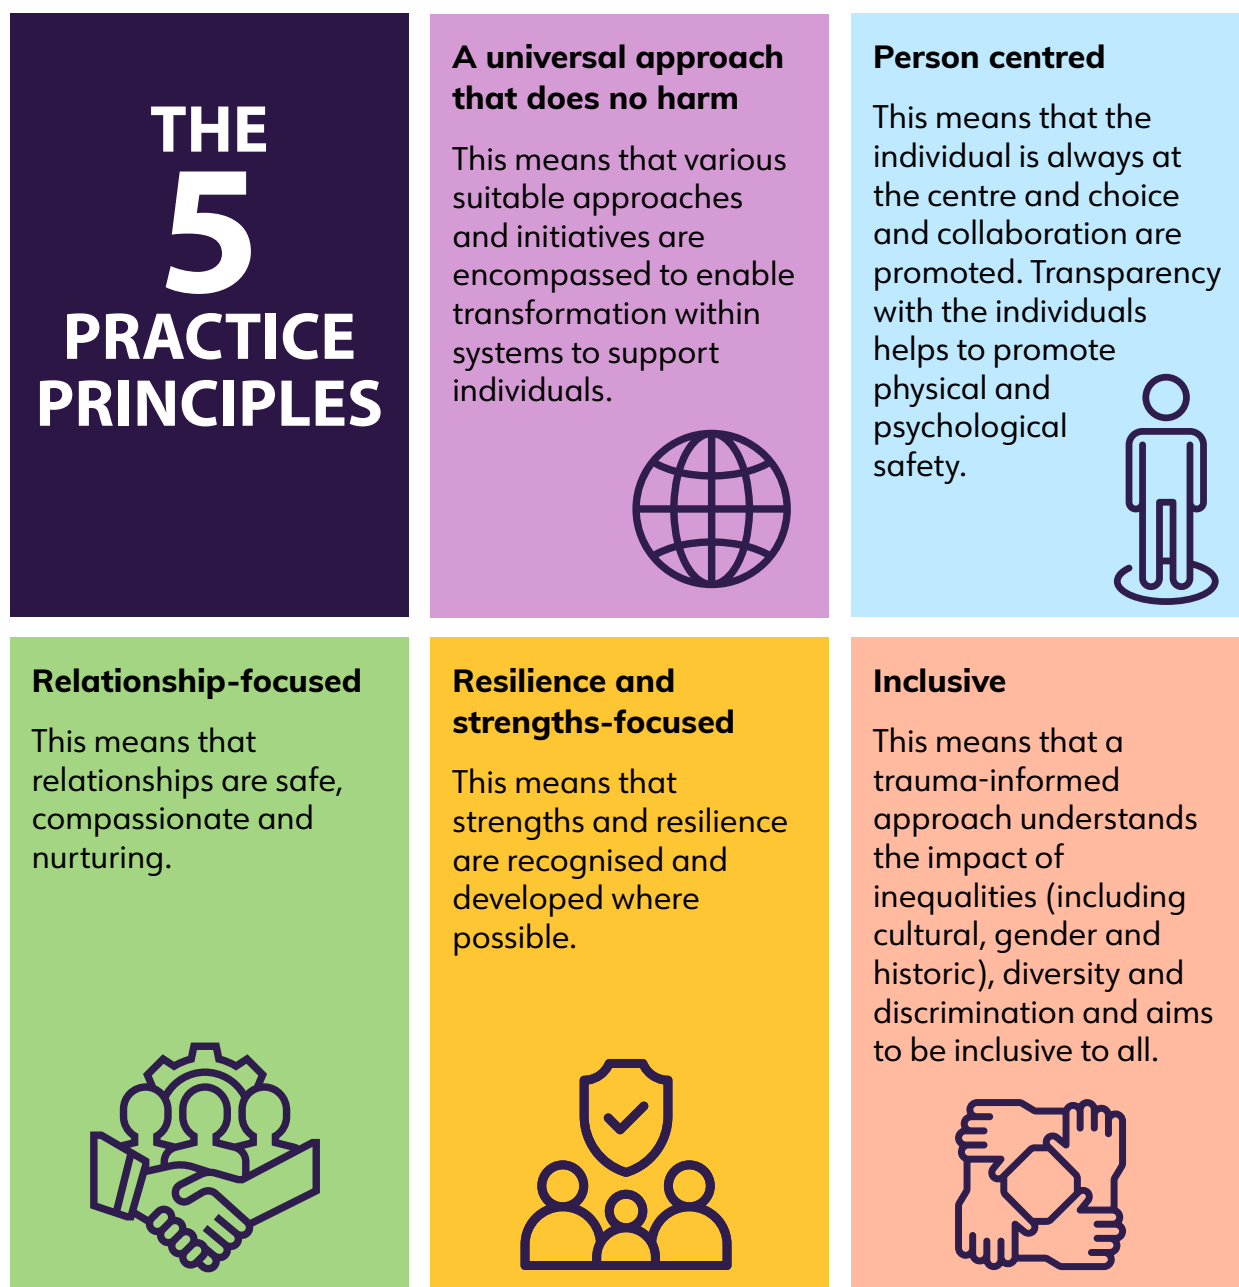 THE
5
PRACTICE
PRINCIPLES
A universal approach
that does no harm
This means that various
suitable approaches
and initiatives are
encompassed to enable
transformation within
systems to support
individuals.
Person centred
This means that the
individual is always at
the centre and choice
and collaboration are
promoted. Transparency
with the individuals
helps to promote
physical and
psychological
safety.
Relationship-focused
This means that
relationships are safe,
compassionate and
nurturing.
Resilience and
strengths-focused
This means that
strengths and resilience
are recognised and
developed where
possible.
Inclusive
This means that a
trauma-informed
approach understands
the impact of
inequalities (including
cultural, gender and
historic), diversity and
discrimination and aims
to be inclusive to all.